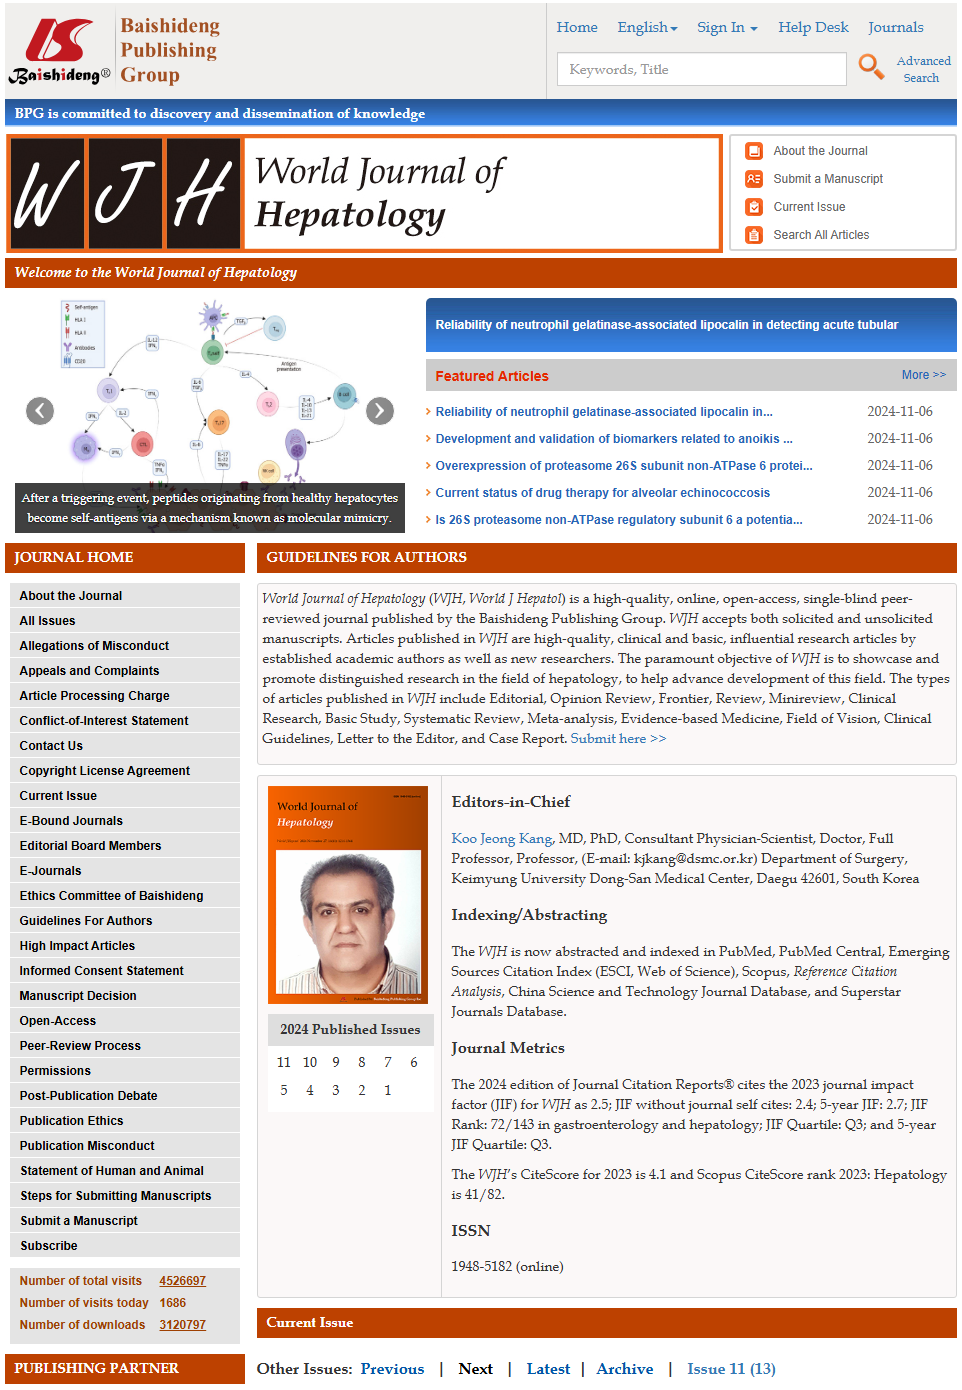 Baishideng®
Baishideng
Publishing
Group
Home English Sign In Help Desk Journals
Keywords, Title
Advanced
Search
BPG is committed to discovery and dissemination of knowledge
WJH
World Journal of
Hepatology
About the Journal
Submit a Manuscript
Current Issue
Search All Articles
Welcome to the World Journal of Hepatology
Self-antigen
HLA I
HLA II
Antibodies
CD20
APC
Antigen
presentation
B cell
After a triggering event, peptides originating from healthy hepatocytes
become self-antigens via a mechanism known as molecular mimicry.
Reliability of neutrophil gelatinase-associated lipocalin in detecting acute tubular
Featured Articles More >>
Reliability of neutrophil gelatinase-associated lipocalin in... 2024-11-06
Development and validation of biomarkers related to anoikis ... 2024-11-06
Overexpression of proteasome 26S subunit non-ATPase 6 protei... 2024-11-06
Current status of drug therapy for alveolar echinococcosis 2024-11-06
Is 26S proteasome non-ATPase regulatory subunit 6 a potentia... 2024-11-06
JOURNAL HOME
About the Journal
All Issues
Allegations of Misconduct
Appeals and Complaints
Article Processing Charge
Conflict-of-Interest Statement
Contact Us
Copyright License Agreement
Current Issue
E-Bound Journals
Editorial Board Members
E-Journals
Ethics Committee of Baishideng
Guidelines For Authors
High Impact Articles
Informed Consent Statement
Manuscript Decision
Open-Access
Peer-Review Process
Permissions
Post-Publication Debate
Publication Ethics
Publication Misconduct
Statement of Human and Animal
Steps for Submitting Manuscripts
Submit a Manuscript
Subscribe
Number of total visits 4526697
Number of visits today 1686
Number of downloads 3120797
PUBLISHING PARTNER
GUIDELINES FOR AUTHORS
World Journal of Hepatology (WJH, World J Hepatol) is a high-quality, online, open-access, single-blind peer-
reviewed journal published by the Baishideng Publishing Group. WJH accepts both solicited and unsolicited
manuscripts. Articles published in WJH are high-quality, clinical and basic, influential research articles by
established academic authors as well as new researchers. The paramount objective of WJH is to showcase and
promote distinguished research in the field of hepatology, to help advance development of this field. The types
of articles published in WJH include Editorial, Opinion Review, Frontier, Review, Minireview, Clinical
Research, Basic Study, Systematic Review, Meta-analysis, Evidence-based Medicine, Field of Vision, Clinical
Guidelines, Letter to the Editor, and Case Report. Submit here >>
World Journal of
Hepatology
2024 Published Issues
11 10 9 8 7 6
5 4 3 2 1
Editors-in-Chief
Koo Jeong Kang, MD, PhD, Consultant Physician-Scientist, Doctor, Full
Professor, Professor, (E-mail: kjkang@dsmc.or.kr) Department of Surgery,
Keimyung University Dong-San Medical Center, Daegu 42601, South Korea
Indexing/Abstracting
The WJH is now abstracted and indexed in PubMed, PubMed Central, Emerging
Sources Citation Index (ESCI, Web of Science), Scopus, Reference Citation
Analysis, China Science and Technology Journal Database, and Superstar
Journals Database.
Journal Metrics
The 2024 edition of Journal Citation Reports® cites the 2023 journal impact
factor (JIF) for WJH as 2.5; JIF without journal self cites: 2.4; 5-year JIF: 2.7; JIF
Rank: 72/143 in gastroenterology and hepatology; JIF Quartile: Q3; and 5-year
JIF Quartile: Q3.
The WJH's CiteScore for 2023 is 4.1 and Scopus CiteScore rank 2023: Hepatology
is 41/82.
ISSN
1948-5182 (online)
Current Issue
Other Issues: Previous | Next | Latest | Archive | Issue 11 (13)